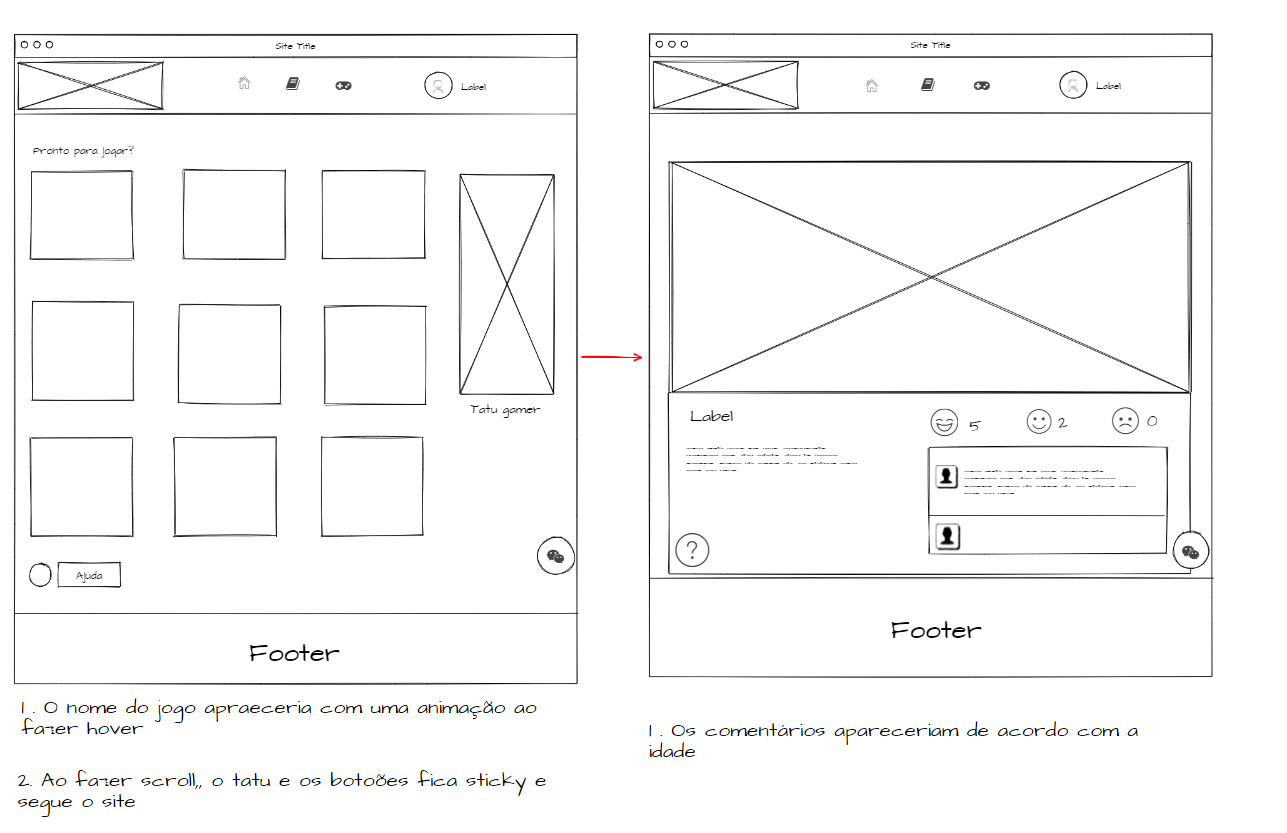 Site Title
Label
Pronto para jogar?
Tatu gamer
Ajuda
Footer
1. O nome do jogo apraeceria com uma animação ao
fazer hover
2. Ao fazer scroll,, o tatu e os botoões fica sticky e
segue o site
Site Title
Label
Label
5
2
0
?
Footer
1. Os comentários apareceriam de acordo com a
idade